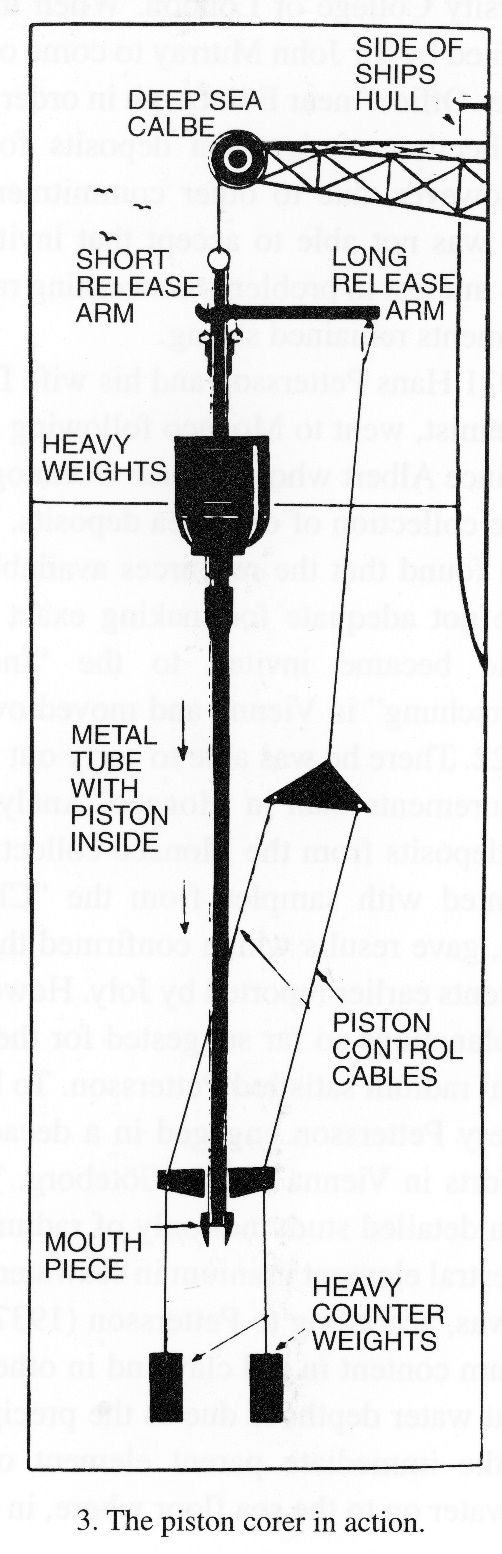 SIDE OF
SHIPS
HULL
DEEP SEA
CALBE
SHORT
RELEASE
ARM
LONG
RELEASE
ARM
HEAVY
WEIGHTS
METAL
TUBE
WITH
PISTON
INSIDE
PISTON
CONTROL
CABLES
MOUTH
PIECE
HEAVY
COUNTER
WEIGHTS
3. The piston corer in action.